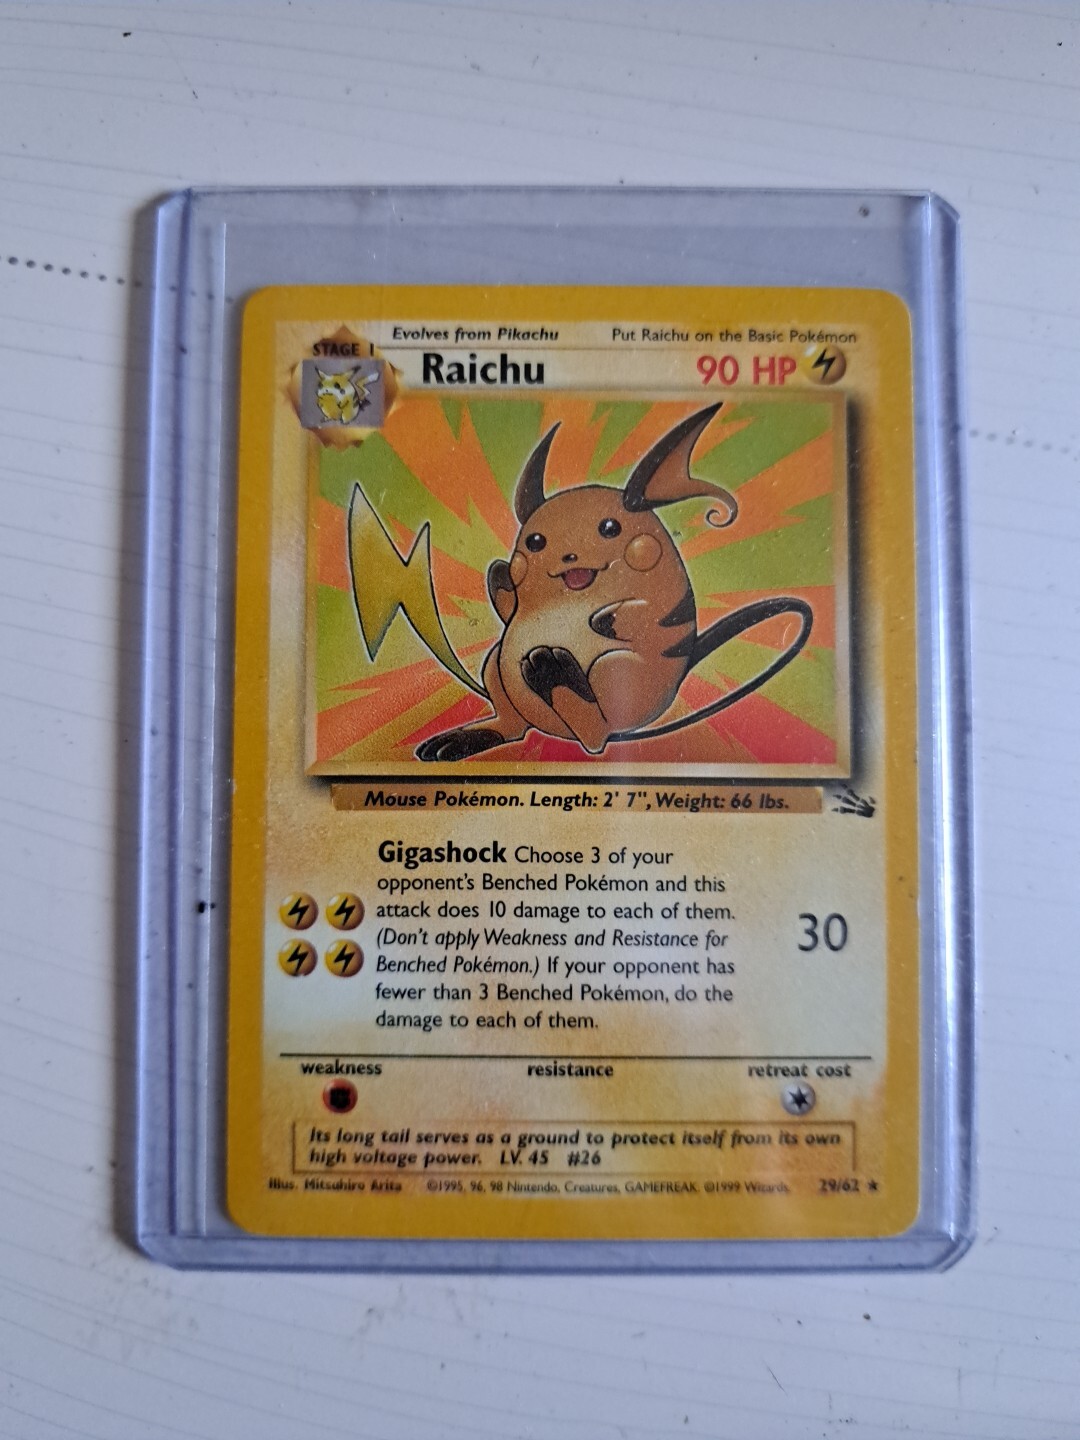 Evolves from Pikachu
Put Raichu on the Basic Pokémon
STAGE 1
Raichu
90 HP
Mouse Pokémon. Length: 2' 7", Weight: 66 lbs.
Gigashock Choose 3 of your
opponent's Benched Pokémon and this
attack does 10 damage to each of them.
(Don't apply Weakness and Resistance for
Benched Pokémon.) If your opponent has
fewer than 3 Benched Pokémon, do the
damage to each of them.
30
weakness
resistance
retreat cost
Its long tail serves as a ground to protect itself from its own
high voltage power. LV. 45 #26
Illus. Mitsuhiro Arita ©1995, 96, 98 Nintendo, Creatures, GAMEFREAK. ©1999 Wizards. 29/62